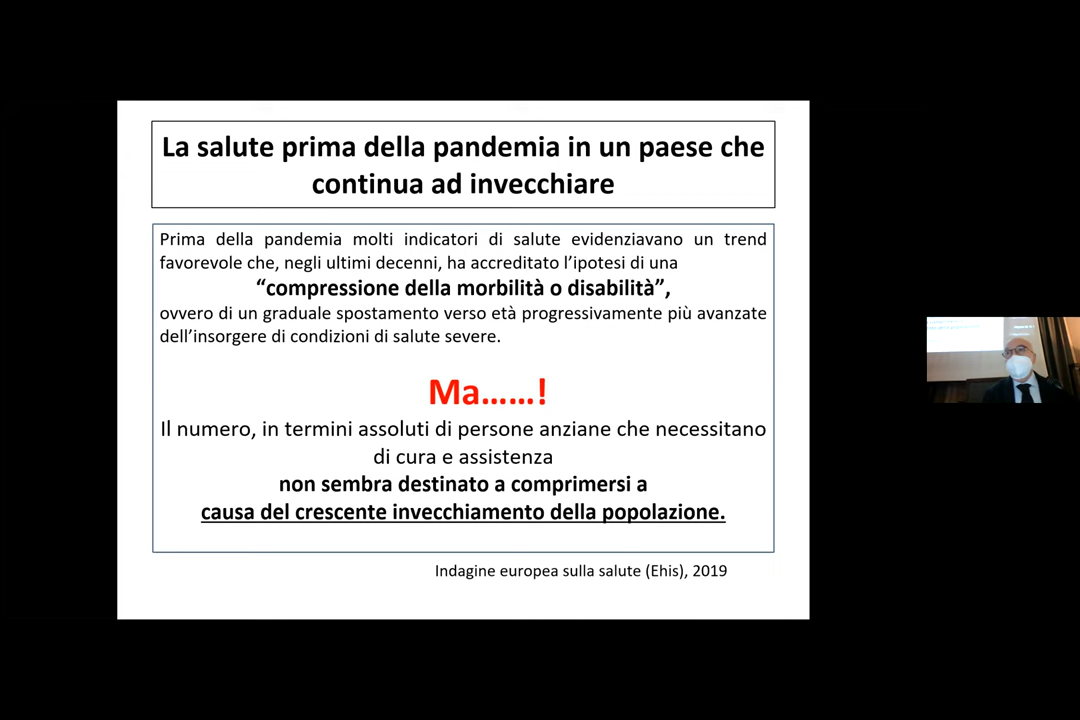 La salute prima della pandemia in un paese che
continua ad invecchiare
Prima della pandemia molti indicatori di salute evidenziavano un trend
favorevole che, negli ultimi decenni, ha accreditato l’ipotesi di una
“compressione della morbilità o disabilità”,
ovvero di un graduale spostamento verso età progressivamente più avanzate
dell’insorgere di condizioni di salute severe.
Ma……!
Il numero, in termini assoluti di persone anziane che necessitano
di cura e assistenza
non sembra destinato a comprimersi a
causa del crescente invecchiamento della popolazione.
Indagine europea sulla salute (Ehis), 2019